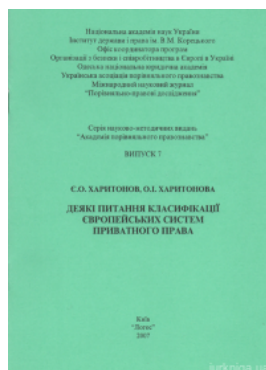 Національна академія наук України
Інститут держави і права ім. В.М. Корецького
Офіс координатора програм
Організації з безпеки і співробітництва в Європі в Україні
Одеська національна юридична академія
Українська асоціація порівняльного правознавства
Міжнародний науковий журнал
"Порівняльно-правові дослідження"
Серія науково-методичних видань
"Академія порівняльного правознавства"
ВИПУСК 7
Є.О. ХАРИТОНОВ, О.І. ХАРИТОНОВА
ДЕЯКІ ПИТАННЯ КЛАСИФІКАЦІЇ
ЄВРОПЕЙСЬКИХ СИСТЕМ
ПРИВАТНОГО ПРАВА
Київ
"Логос"
2007
jurkniga.ua